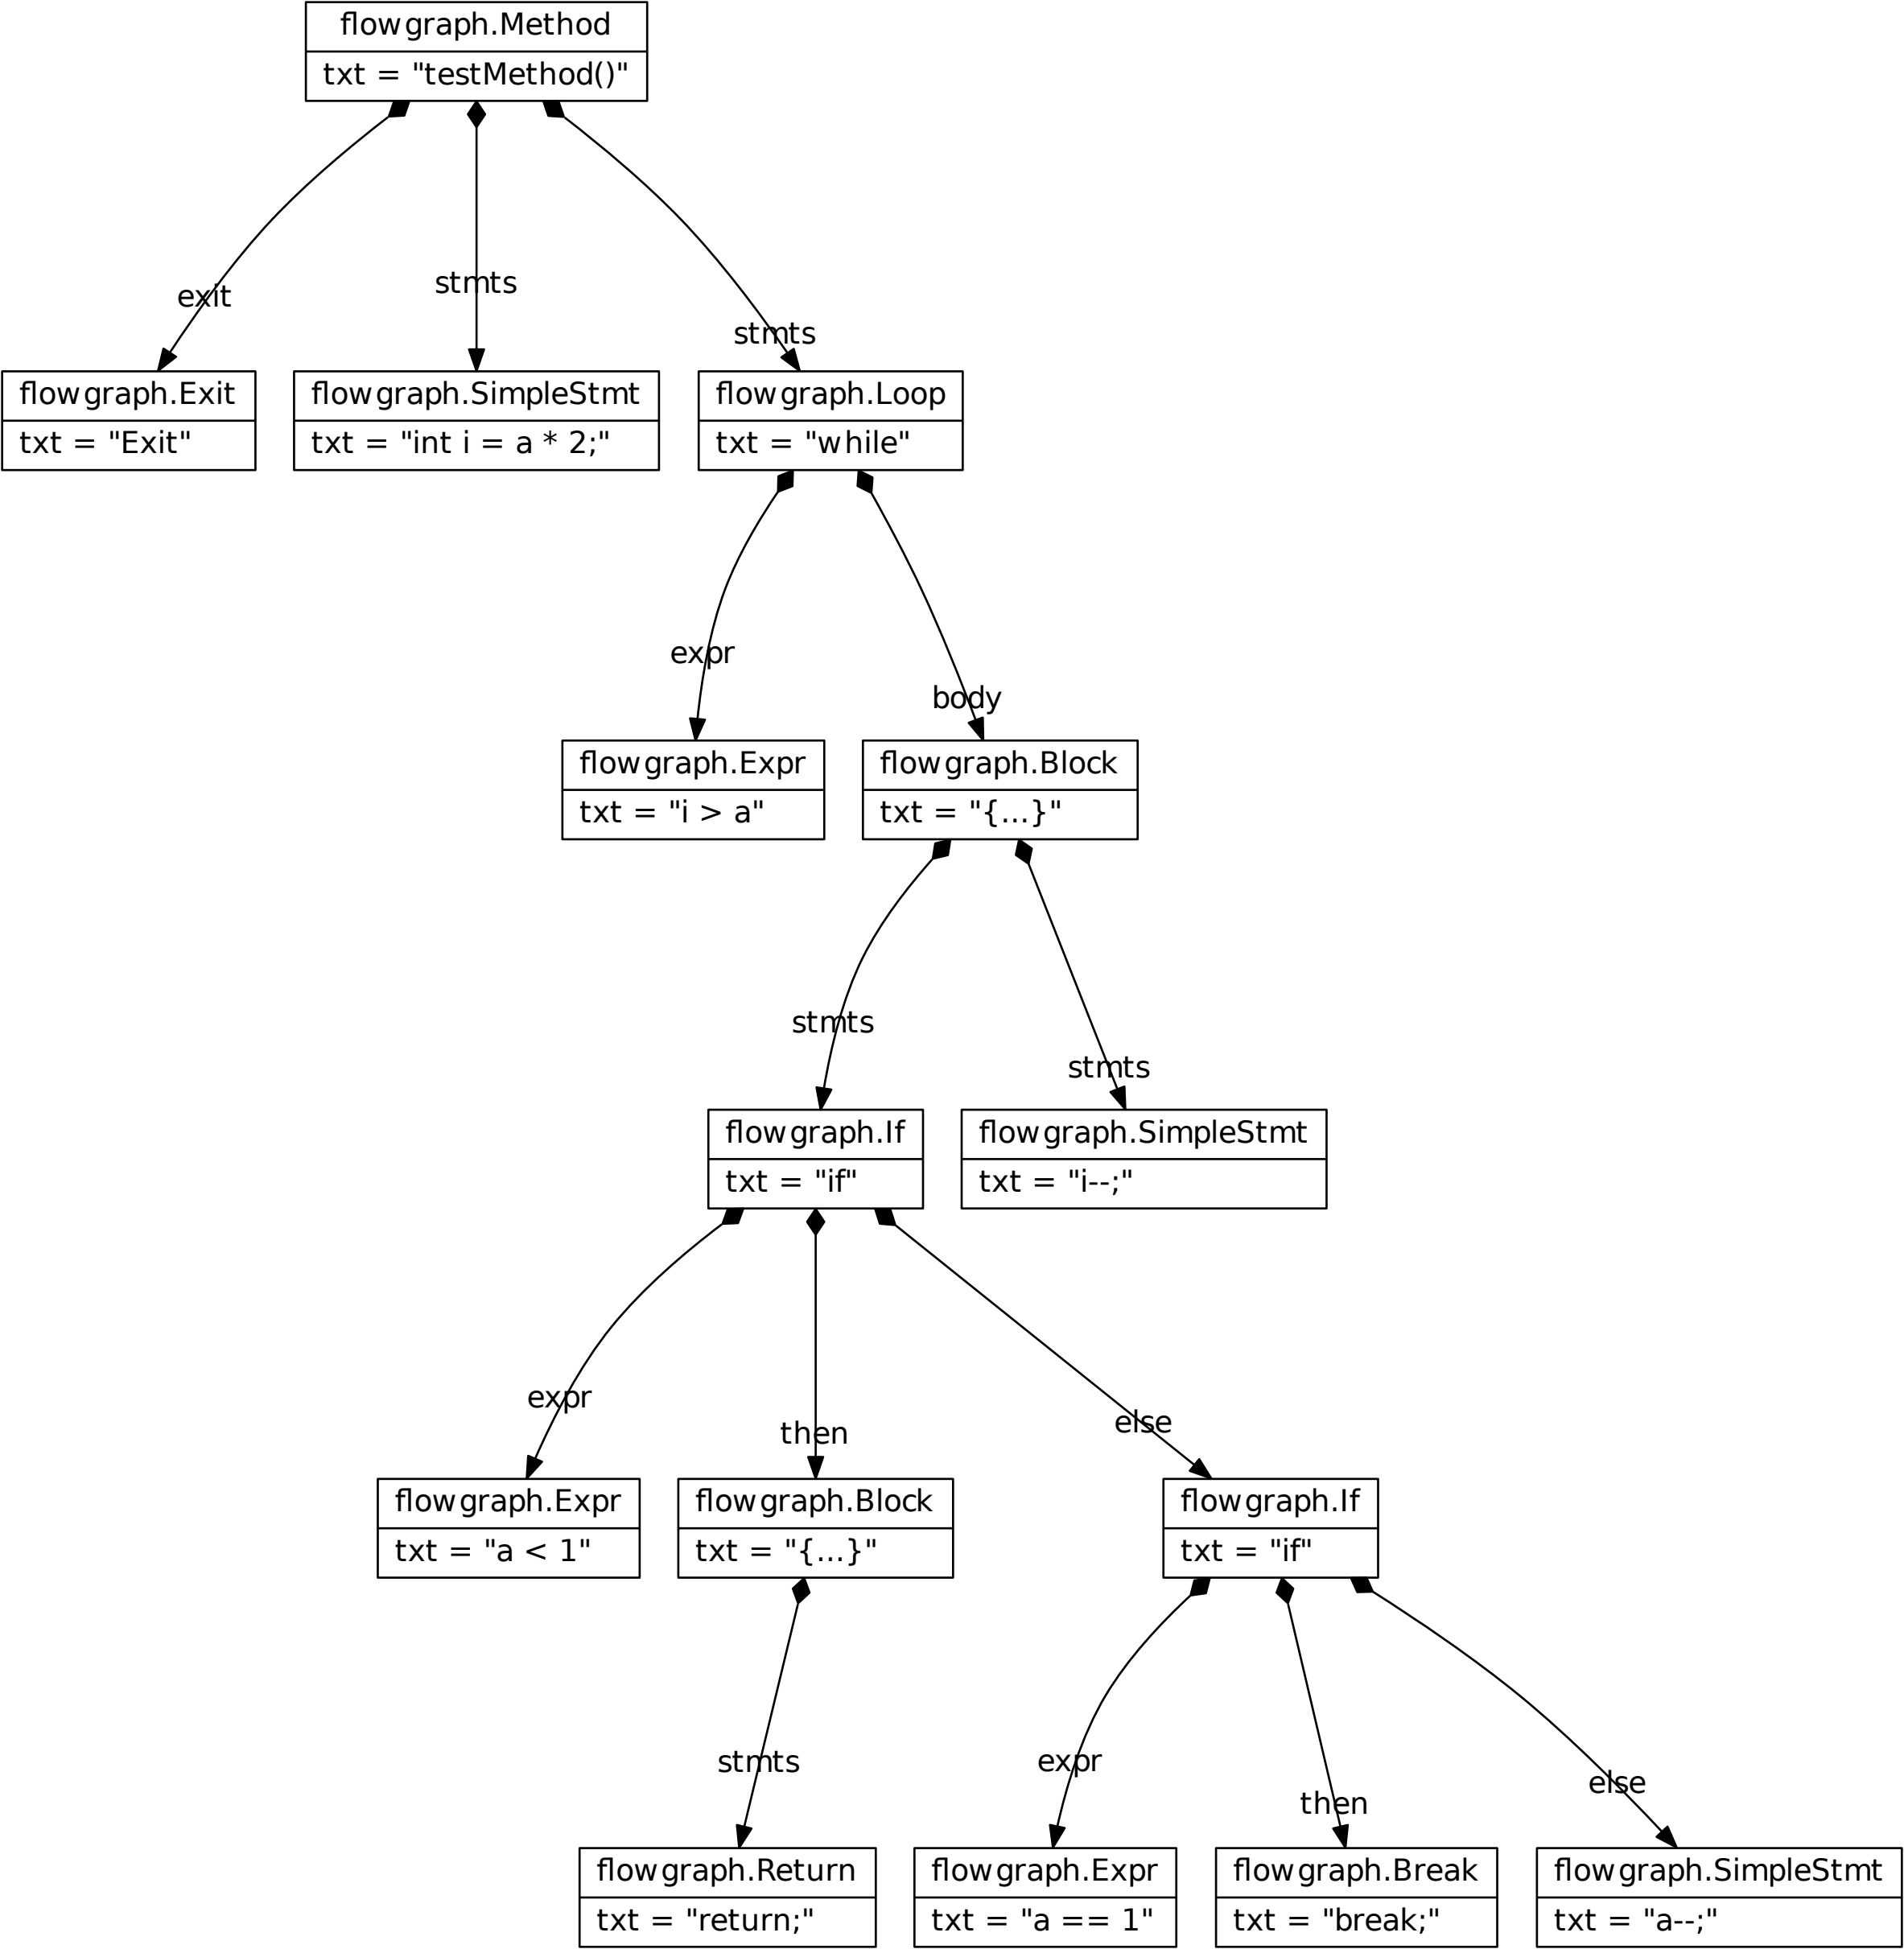 flowgraph.Method
txt = "testMethod()"
exit
stmts
stmts
flowgraph.Exit
txt = "Exit"
flowgraph.SimpleStmt
txt = "int i = a * 2;"
flowgraph.Loop
txt = "while"
expr
body
flowgraph.Expr
txt = "i > a"
flowgraph.Block
txt = "{...}"
stmts
stmts
flowgraph.If
txt = "if"
flowgraph.SimpleStmt
txt = "i--;"
expr
then
else
flowgraph.Expr
txt = "a < 1"
flowgraph.Block
txt = "{...}"
flowgraph.If
txt = "if"
stmts
expr
then
else
flowgraph.Return
txt = "return;"
flowgraph.Expr
txt = "a == 1"
flowgraph.Break
txt = "break;"
flowgraph.SimpleStmt
txt = "a--;"